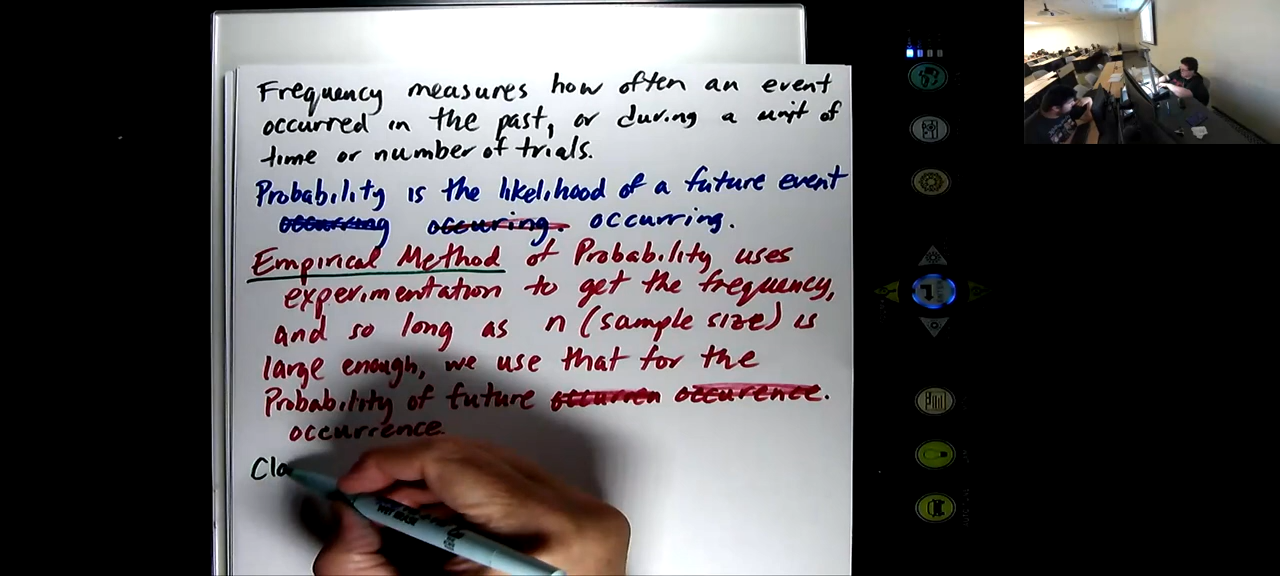 Frequency measures how often an event
occurred in the past, or during a unit of
time or number of trials.
Probability is the likelihood of a future event
occurring occuring. occurring.
Empirical Method of Probability uses
experimentation to get the frequency,
and so long as n (sample size) is
large enough, we use that for the
Probability of future occurren occurence.
occurrence.
Cla